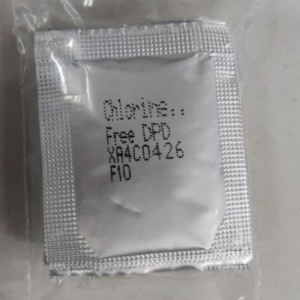 Chlorine..
Free DPD
XA4C0426
F10